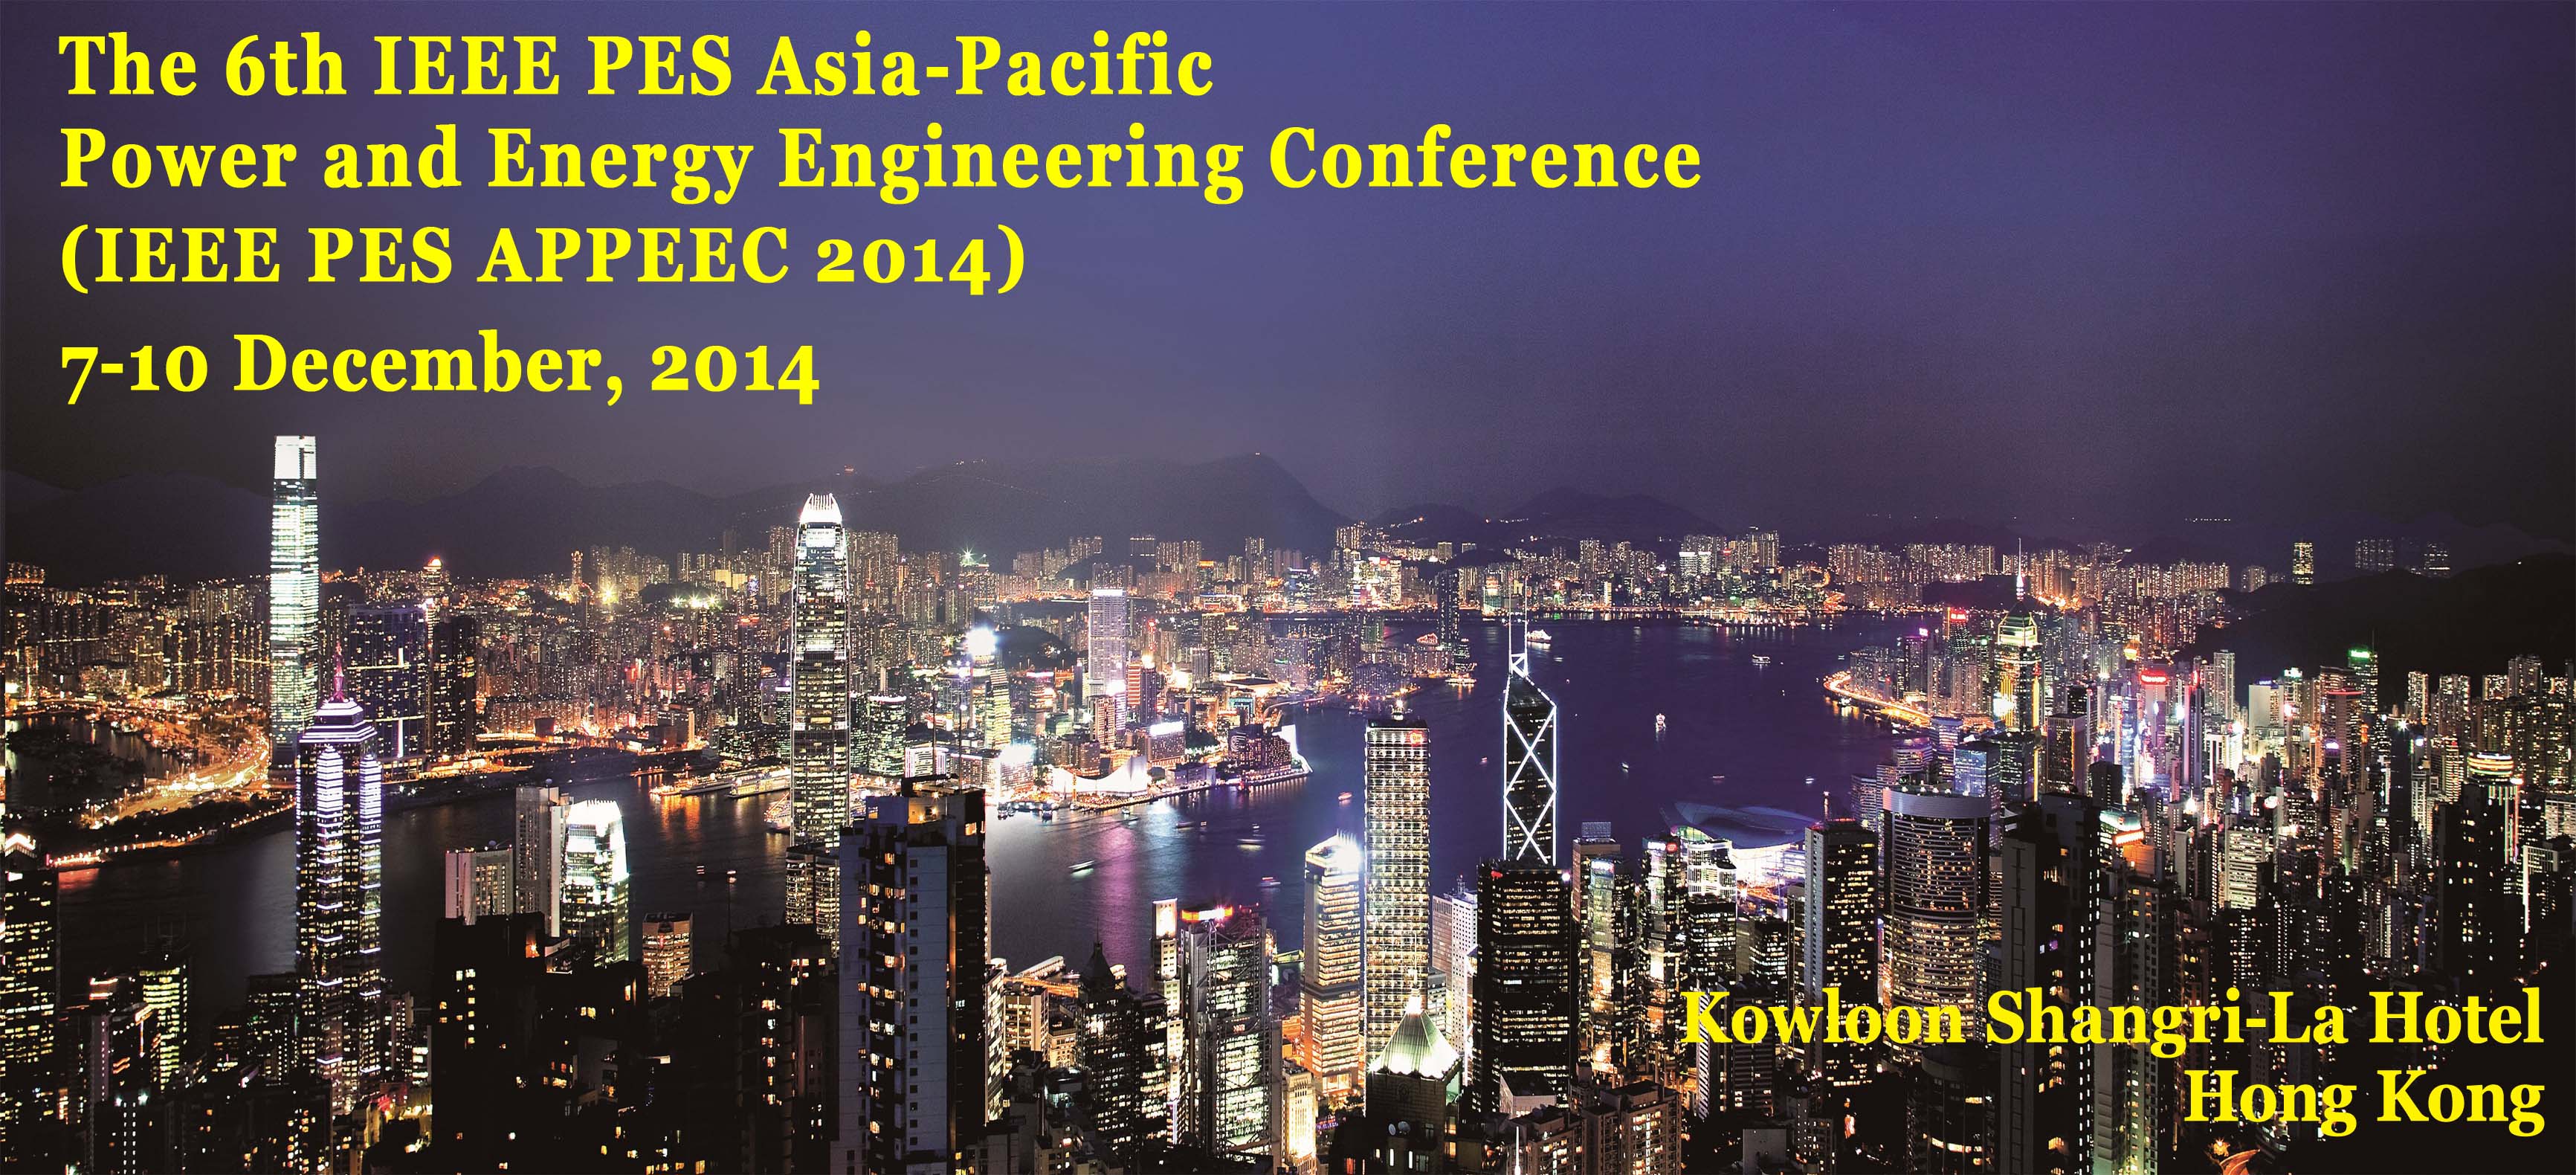 The 6th IEEE PES Asia-Pacific
Power and Energy Engineering Conference
(IEEE PES APPEEC 2014)
7-10 December, 2014
Kowloon Shangri-La Hotel
Hong Kong